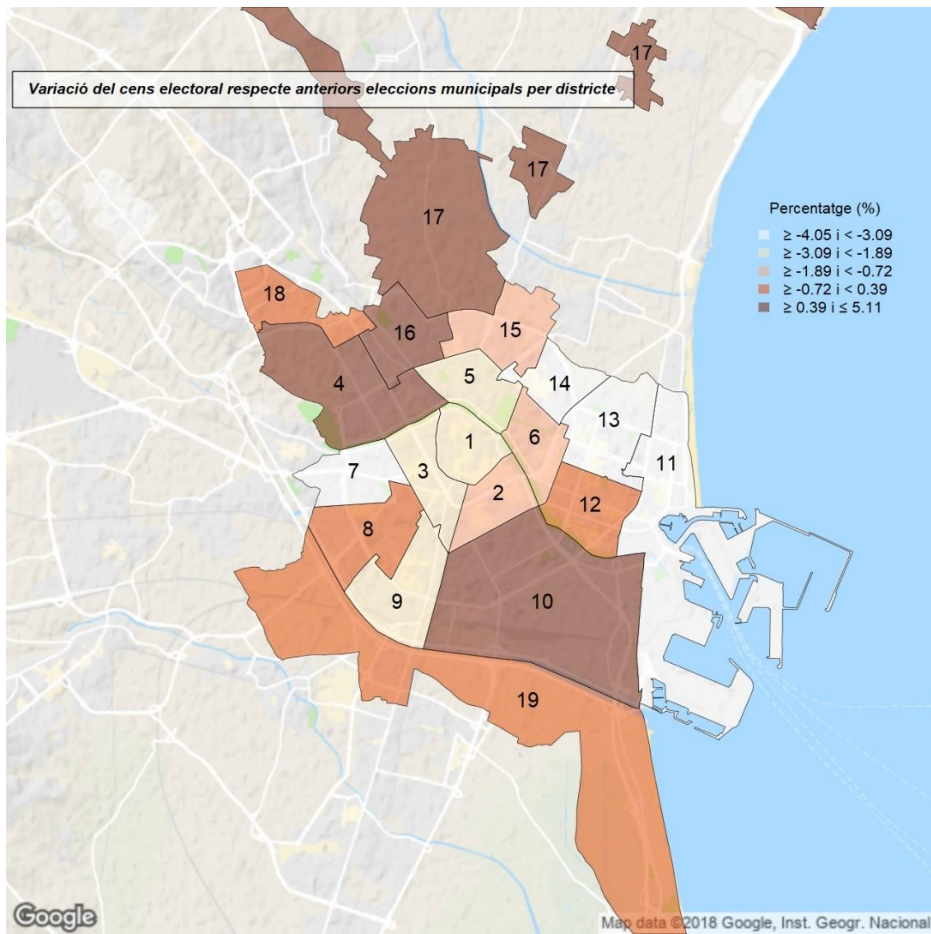 17
Variació del cens electoral respecte anteriors eleccions municipals per districte
17
17
Percentatge (%)
≥ -4.05 i < -3.09
≥ -3.09 i < -1.89
≥ -1.89 i < -0.72
≥ -0.72 i < 0.39
≥ 0.39 i ≤ 5.11
18
16
15
4
5
14
13
1
6
3
11
7
2
12
8
9
10
19
Google
Map data ©2018 Google, Inst. Geogr. Nacional